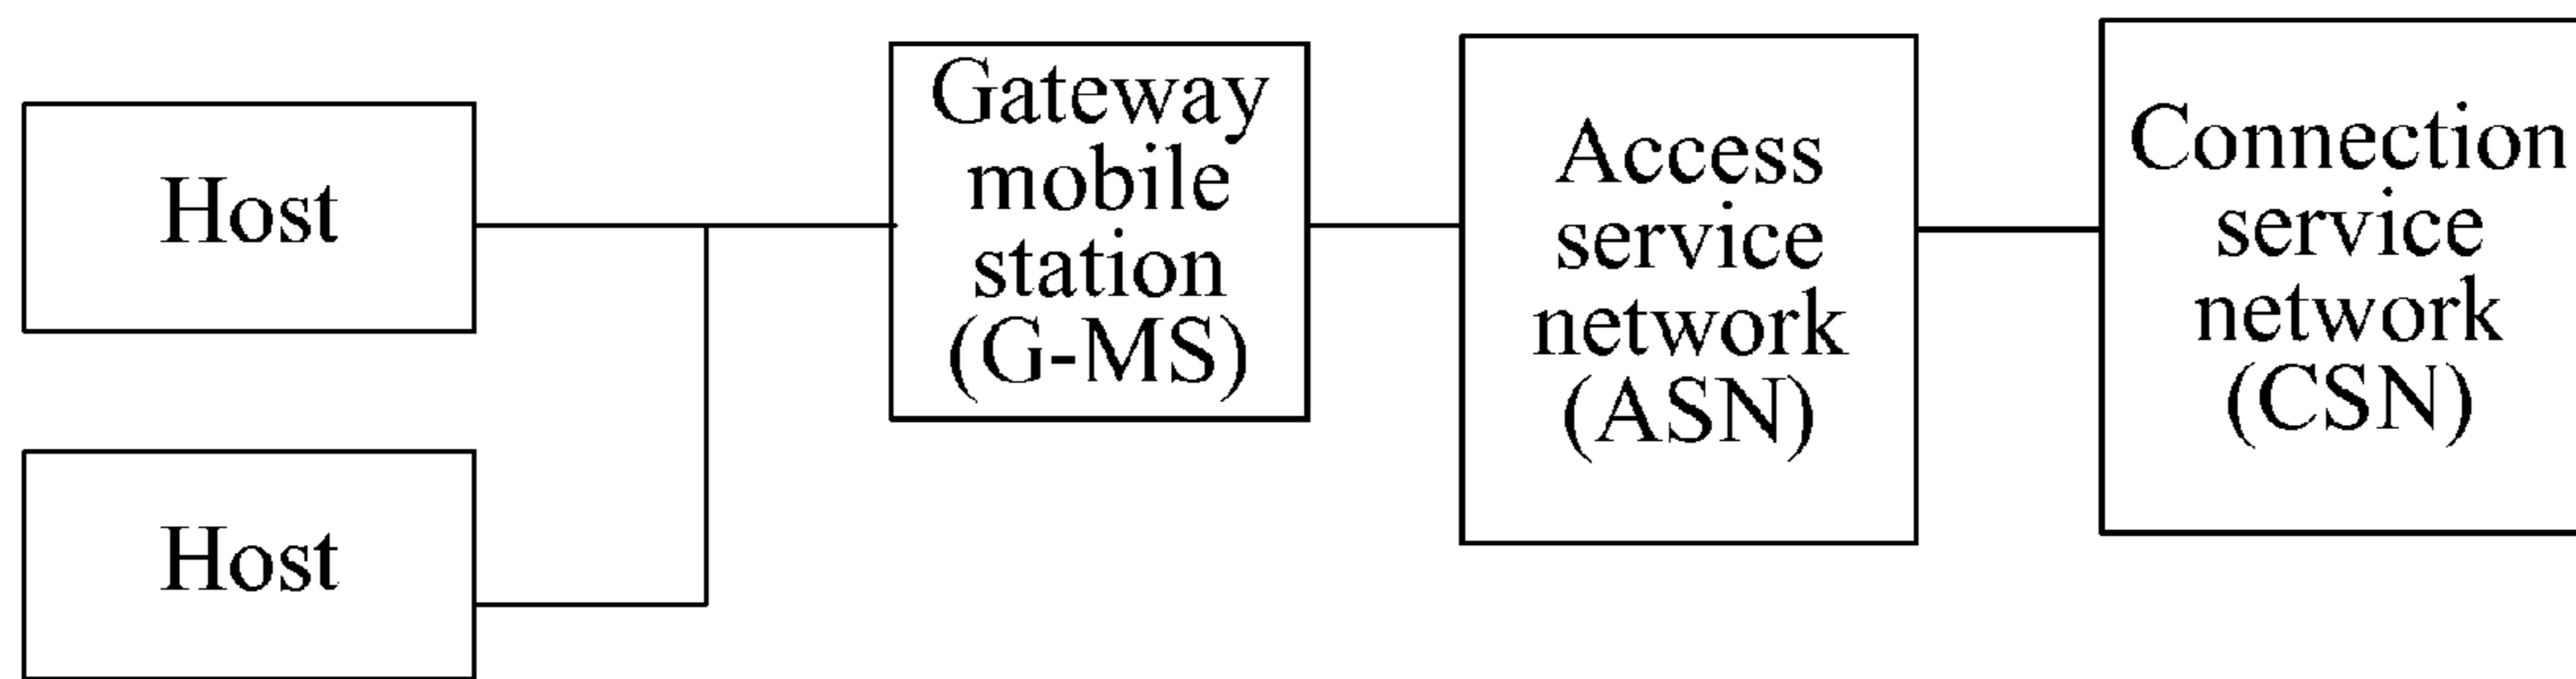 Host
Host
Gateway
mobile
station
(G-MS)
Access
service
network
(ASN)
Connection
service
network
(CSN)